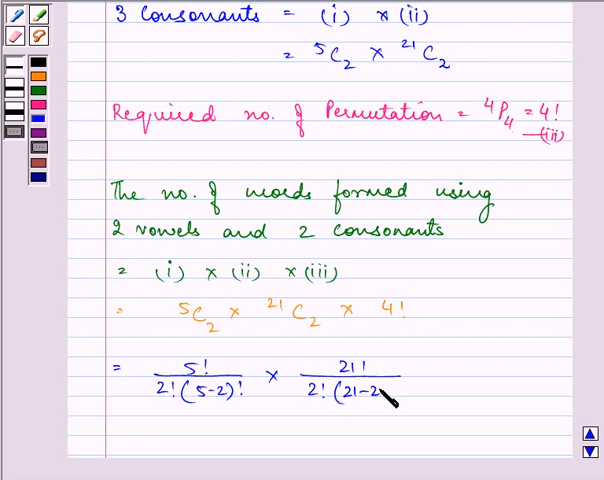 3 consonants = (i) x (ii)
= ⁵C₂ x ²¹C₂
Required no. of Permutation = ⁴P₄ = 4!
—(iii)
The no. of words formed using
2 vowels and 2 consonants
= (i) x (ii) x (iii)
= ⁵C₂ x ²¹C₂ x 4!
= 5! / 2!(5-2)! x 21! / 2!(21-2